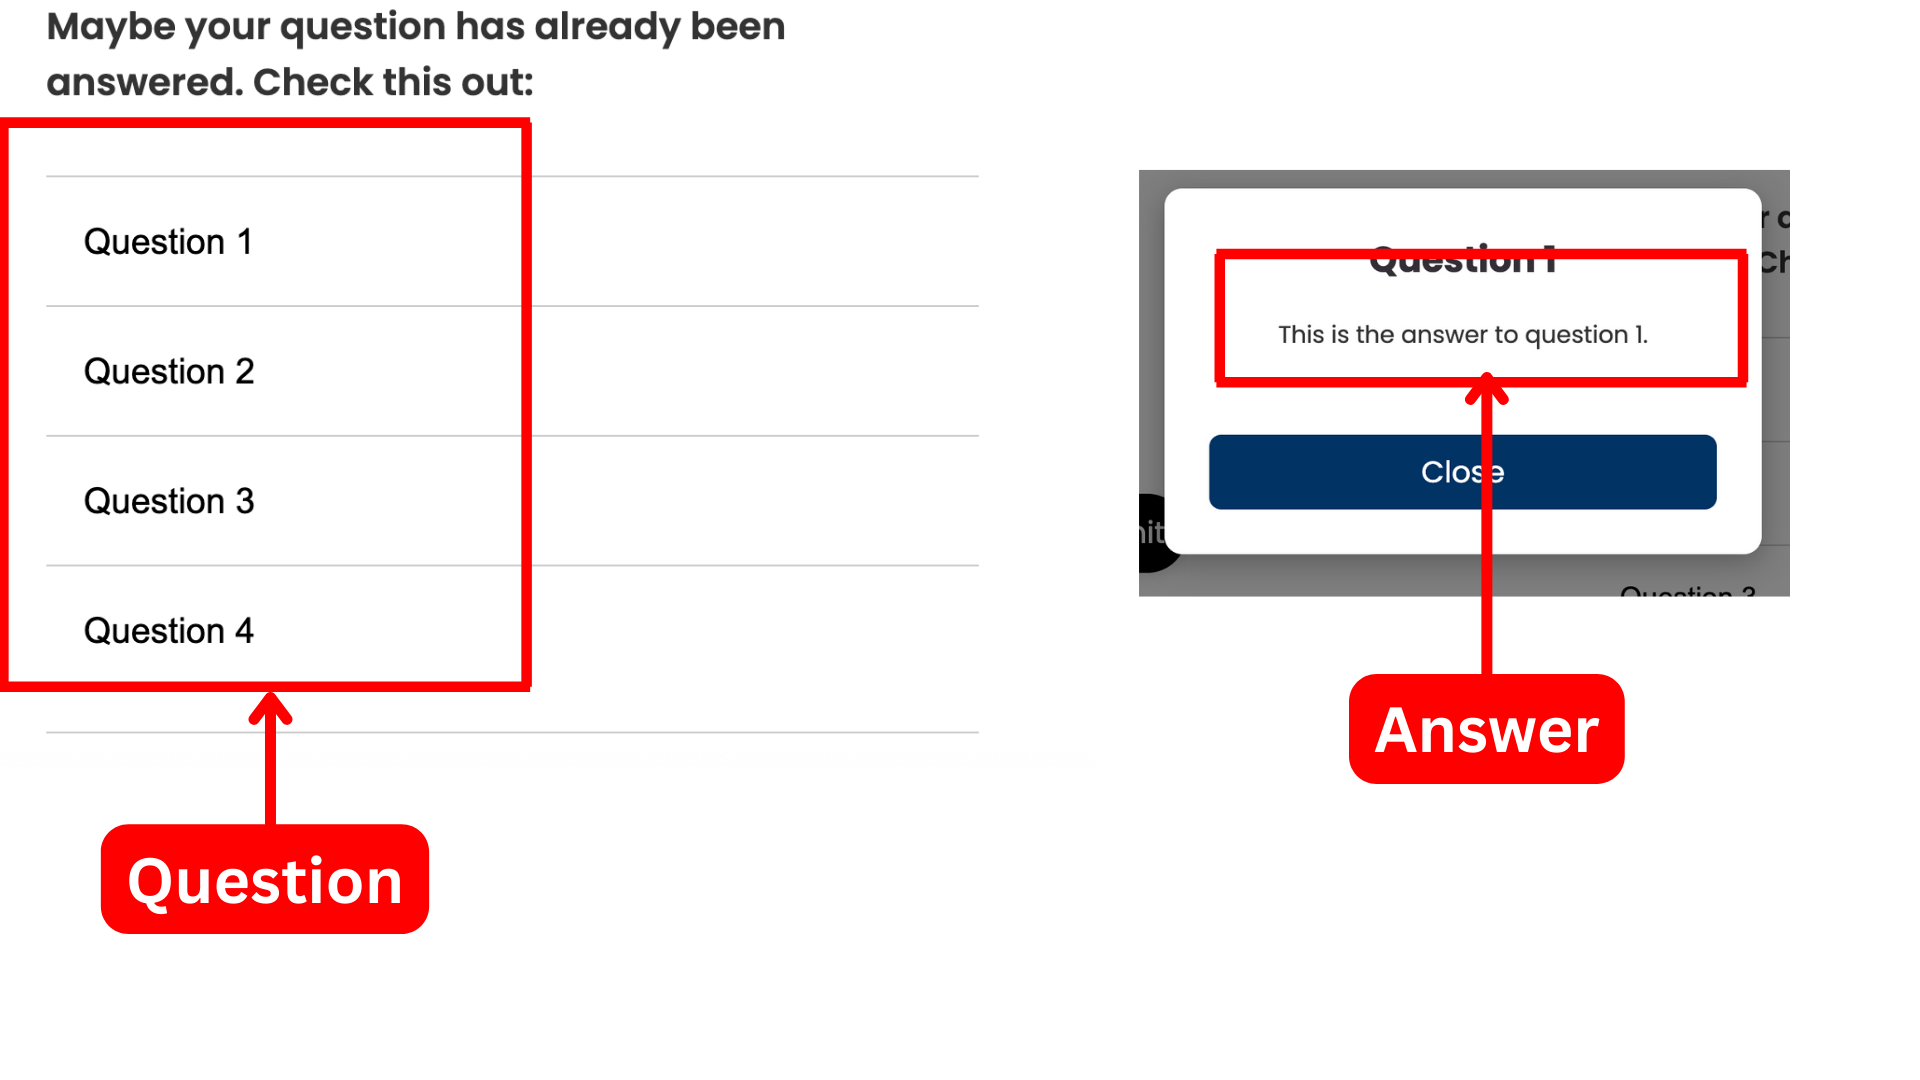 Maybe your question has already been
answered. Check this out:
Question 1
Question 2
Question 3
Question 4
Question
Question 1
This is the answer to question 1.
Close
Answer